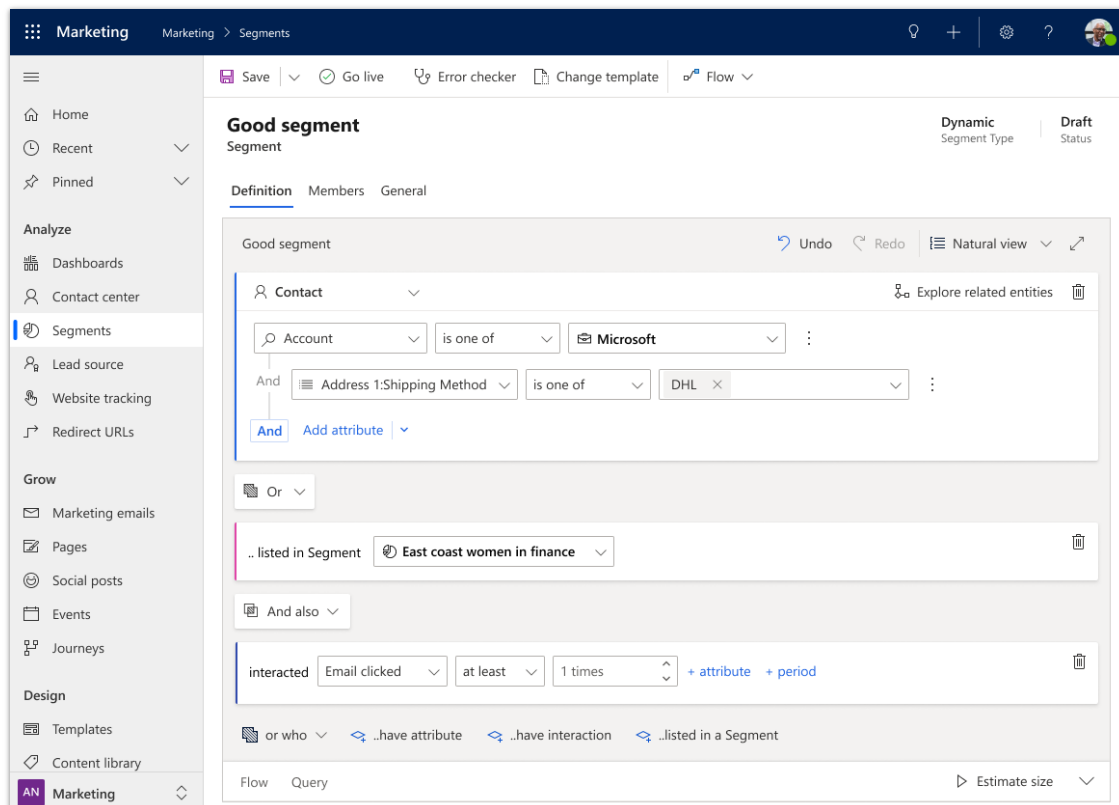 Marketing
Marketing > Segments
Save
Go live
Error checker
Change template
Flow
Home
Recent
Pinned
Analyze
Dashboards
Contact center
Segments
Lead source
Website tracking
Redirect URLs
Grow
Marketing emails
Pages
Social posts
Events
Journeys
Design
Templates
Content library
AN Marketing
Good segment
Segment
Dynamic
Segment Type
Draft
Status
Definition Members General
Good segment
Undo Redo Natural view
Contact
Explore related entities
Account is one of Microsoft
And Address 1:Shipping Method is one of DHL
And Add attribute
Or
.. listed in Segment East coast women in finance
And also
interacted Email clicked at least 1 times + attribute + period
or who ..have attribute ..have interaction ..listed in a Segment
Flow Query Estimate size